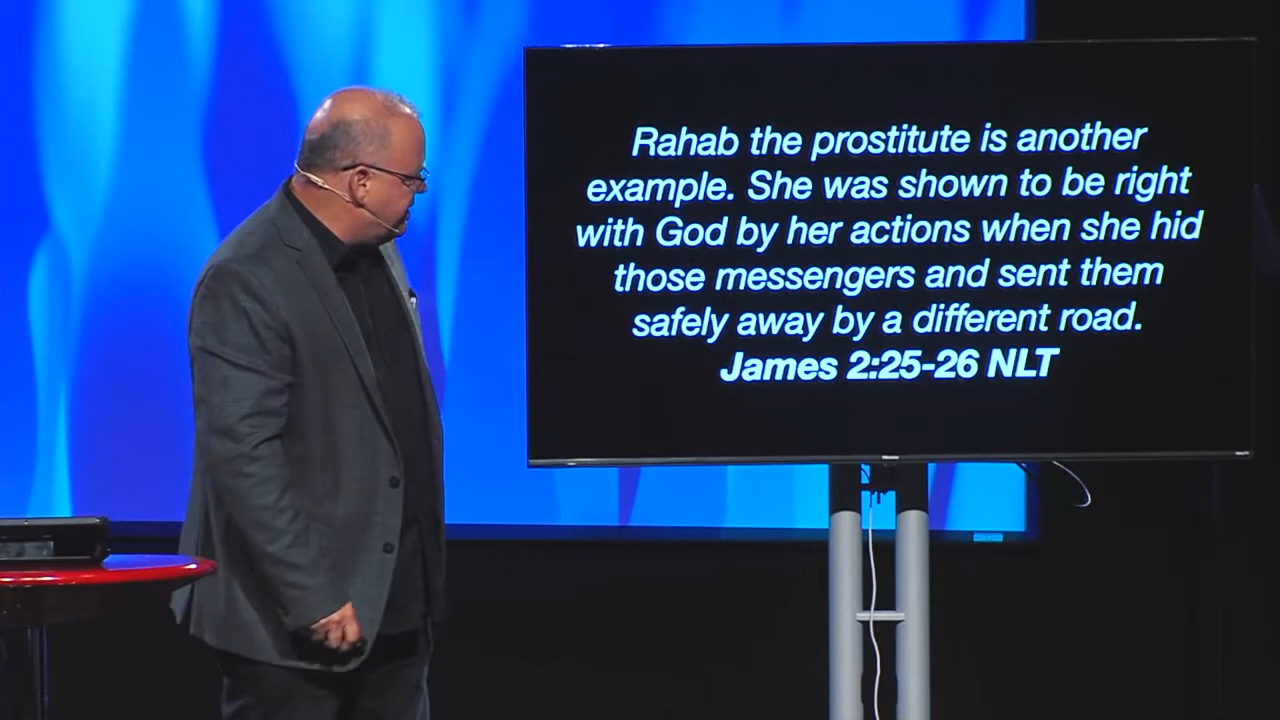 Rahab the prostitute is another
example. She was shown to be right
with God by her actions when she hid
those messengers and sent them
safely away by a different road.
James 2:25-26 NLT